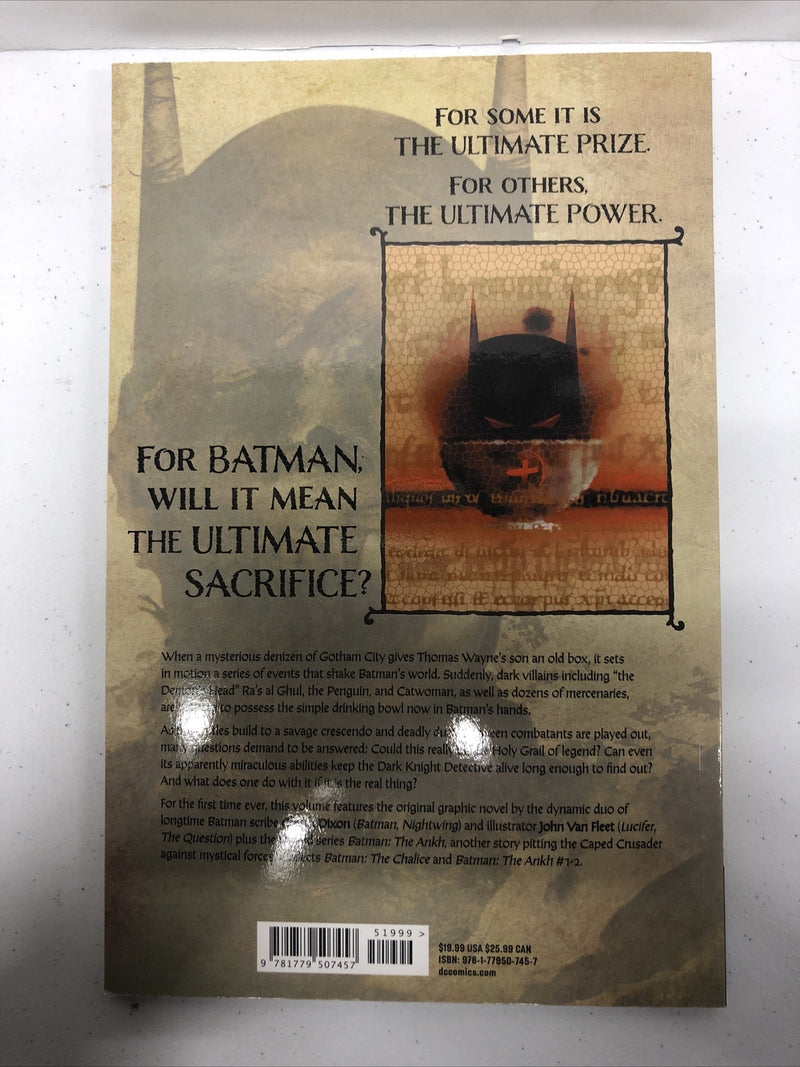 FOR SOME IT IS
THE ULTIMATE PRIZE.
FOR OTHERS,
THE ULTIMATE POWER.
FOR BATMAN,
WILL IT MEAN
THE ULTIMATE
SACRIFICE?
When a mysterious denizen of Gotham City gives Thomas Wayne's son an old box, it sets
in motion a series of events that shake Batman's world. Suddenly, dark villains including "the
Demon's Head" Ra's al Ghul, the Penguin, and Catwoman, as well as dozens of mercenaries,
are to possess the simple drinking bowl now in Batman's hands.
build to a savage crescendo and deadly combatants are played out,
many questions demand to be answered: Could this really Holy Grail of legend? Can even
its apparently miraculous abilities keep the Dark Knight Detective alive long enough to find out?
And what does one do with it if it is the real thing?
For the first time ever, this volume features the original graphic novel by the dynamic duo of
longtime Batman scribe Dixon (Batman, Nightwing) and illustrator John Van Fleet (Lucifer,
The Question) plus the series Batman: The Ankh, another story pitting the Caped Crusader
against mystical forces. Batman: The Chalice and Batman: The Ankh #1-2.
51999 >
9 781779 507457
$19.99 USA $25.99 CAN
ISBN: 978-1-77950-745-7
dccomics.com